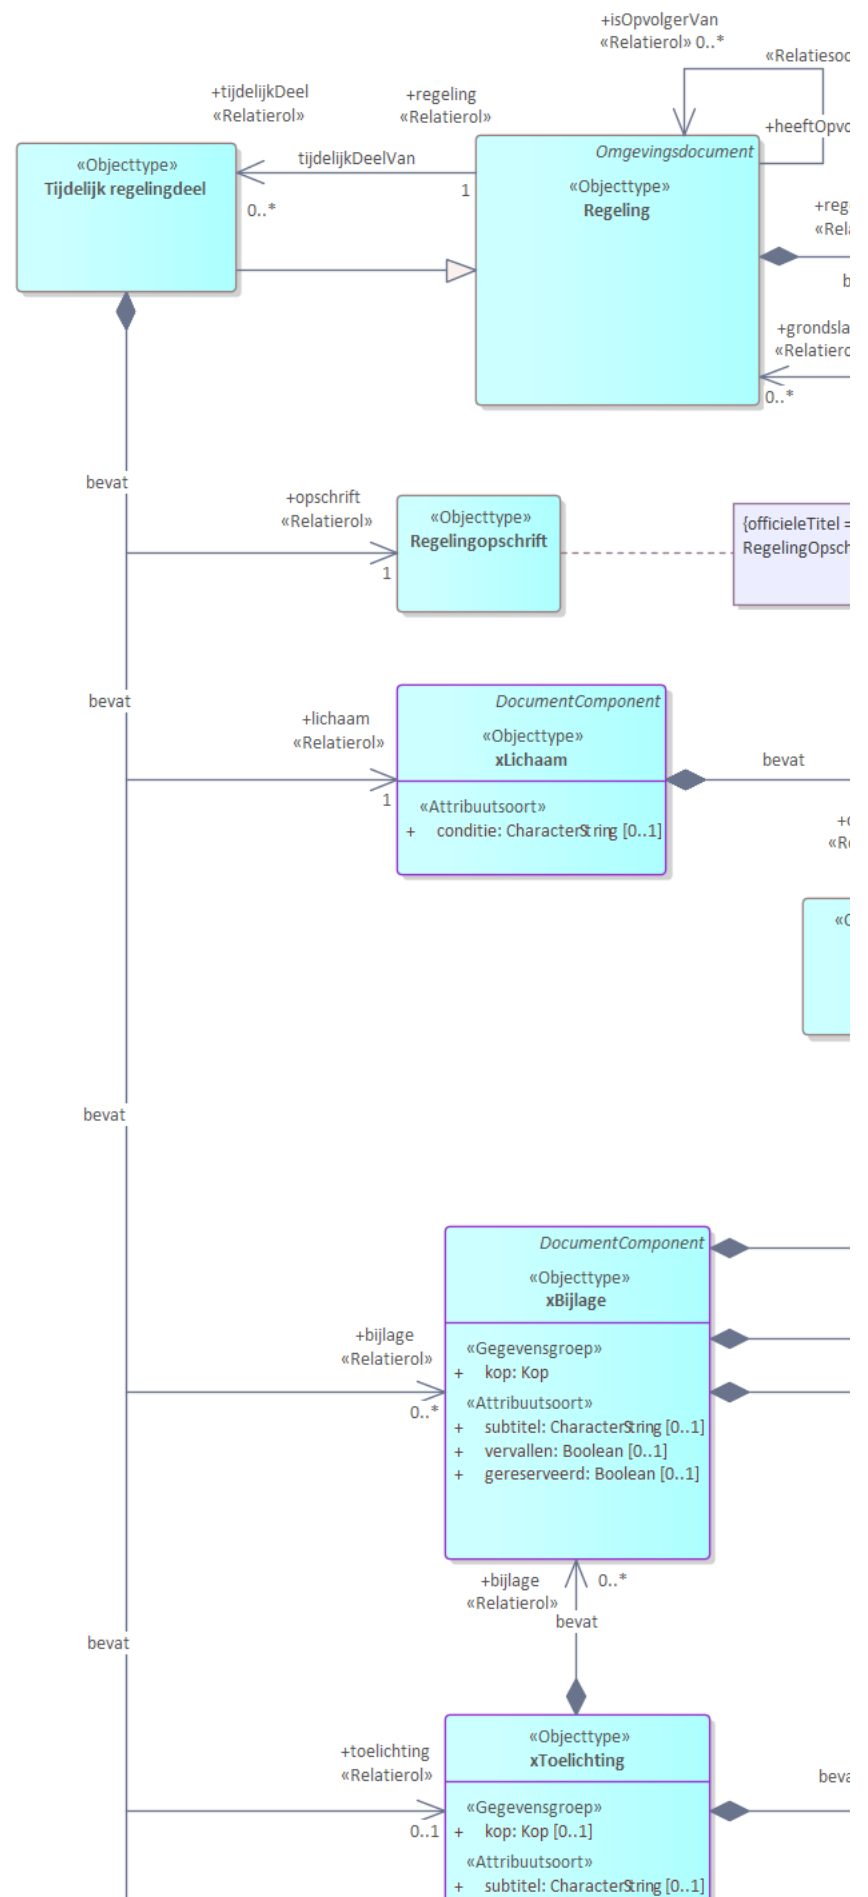 +isOpvolgerVan
«Relatierol» 0..*
«Relatiesoo
+tijdelijkDeel
«Relatierol»
+regeling
«Relatierol»
+heeftOpvo
tijdelijkDeelVan
1
0..*
«Objecttype»
Tijdelijk regelingdeel
Omgevingsdocument
«Objecttype»
Regeling
+reg
«Rela
b
+grondsla
«Relatiero
0..*
bevat
+opschrift
«Relatierol»
1
«Objecttype»
Regelingopschrift
{officieleTitel =
RegelingOpsch
bevat
+lichaam
«Relatierol»
1
DocumentComponent
«Objecttype»
xLichaam
«Attribuutsoort»
+ conditie: CharacterString [0..1]
bevat
+o
«Re
«O
bevat
DocumentComponent
«Objecttype»
xBijlage
«Gegevensgroep»
+ kop: Kop
«Attribuutsoort»
+ subtitel: CharacterString [0..1]
+ vervallen: Boolean [0..1]
+ gereserveerd: Boolean [0..1]
+bijlage
«Relatierol»
0..*
+bijlage
«Relatierol»
0..*
bevat
bevat
+toelichting
«Relatierol»
0..1
«Objecttype»
xToelichting
«Gegevensgroep»
+ kop: Kop [0..1]
«Attribuutsoort»
+ subtitel: CharacterString [0..1]
beva